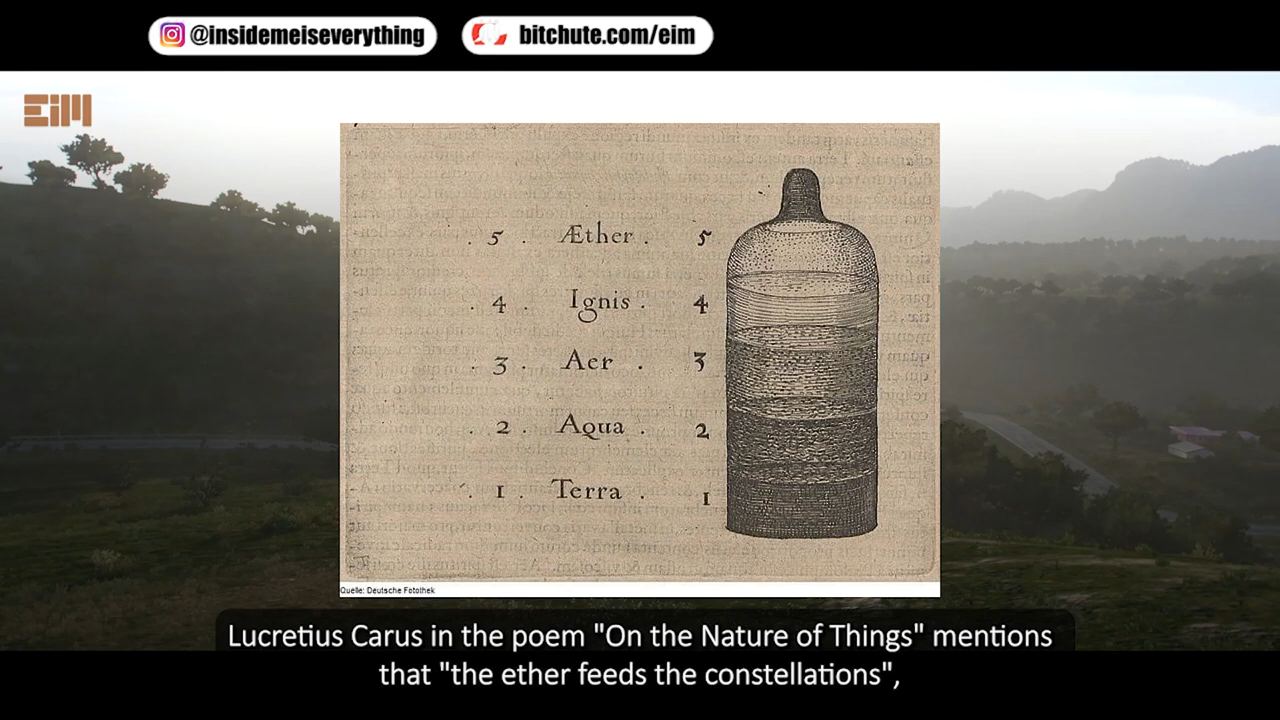 @insidemeiseverything
bitchute.com/eim
EiM
. 5 . Æther . 5
. 4 . Ignis . 4
. 3 . Aer . 3
. 2 . Aqua . 2
. 1 . Terra . 1
Quelle: Deutsche Fotothek
Lucretius Carus in the poem "On the Nature of Things" mentions
that "the ether feeds the constellations",